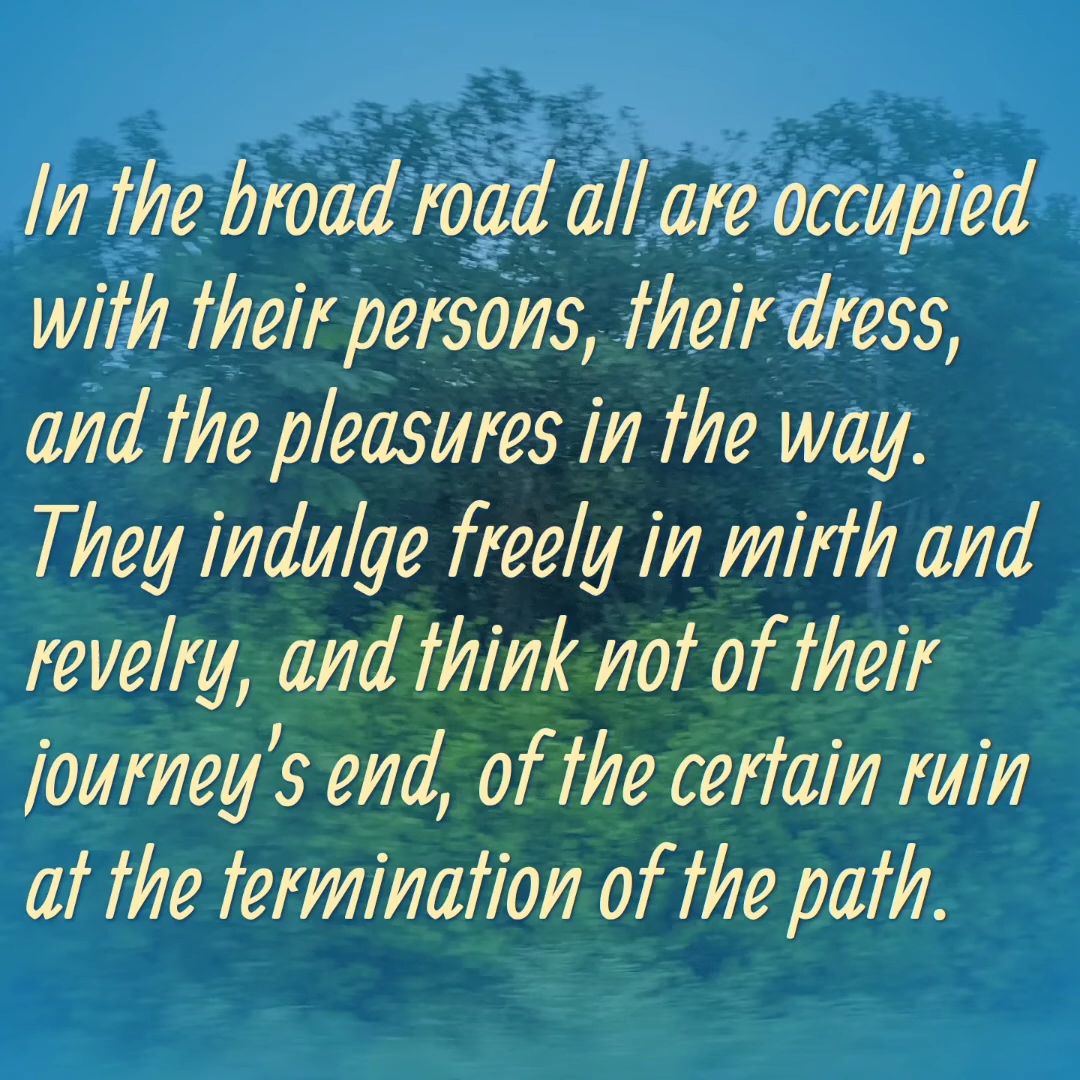 In the broad road all are occupied
with their persons, their dress,
and the pleasures in the way.
They indulge freely in mirth and
revelry, and think not of their
journey's end, of the certain ruin
at the termination of the path.